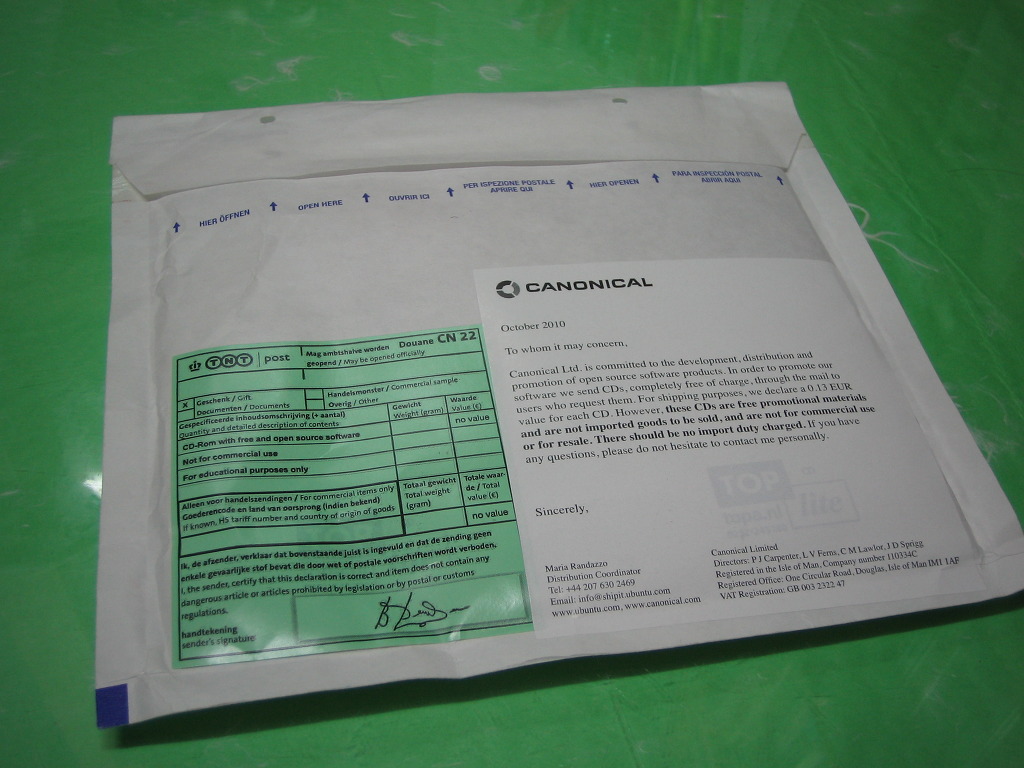 HIER ÖFFNEN
OPEN HERE
OUVRIR ICI
PER ISPEZIONE POSTALE
APRIRE QUI
HIER OPENEN
PARA INSPECCIÓN POSTAL
ABRIR AQUI
TNT post
Mag ambtshalve worden
geopend / May be opened officially
Douane CN 22
X
Geschenk / Gift
Documenten / Documents
Handelsmonster / Commercial sample
Overig / Other
Gespecificeerde inhoudsomschrijving (+ aantal)
Quantity and detailed description of contents
Gewicht
Weight (gram)
Waarde
Value (€)
CD-Rom with free and open source software
no value
Not for commercial use
For educational purposes only
Alleen voor handelszendingen / For commercial items only
Goederencode en land van oorsprong (indien bekend)
If known, HS tariff number and country of origin of goods
Totaal gewicht
Total weight
(gram)
Totale waar-
de / Total
value (€)
no value
Ik, de afzender, verklaar dat bovenstaande juist is ingevuld en dat de zending geen
enkele gevaarlijke stof bevat die door wet of postale voorschriften wordt verboden.
I, the sender, certify that this declaration is correct and item does not contain any
dangerous article or articles prohibited by legislation or by postal or customs
regulations.
handtekening
sender's signature
CANONICAL
October 2010
To whom it may concern,
Canonical Ltd. is committed to the development, distribution and
promotion of open source software products. In order to promote our
software we send CDs, completely free of charge, through the mail to
users who request them. For shipping purposes, we declare a 0.13 EUR
value for each CD. However, these CDs are free promotional materials
and are not imported goods to be sold, and are not for commercial use
or for resale. There should be no import duty charged. If you have
any questions, please do not hesitate to contact me personally.
TOP
lite
Sincerely,
Maria Randazzo
Distribution Coordinator
Tel: +44 207 630 2469
Email: info@shipit.ubuntu.com
www.ubuntu.com, www.canonical.com
Canonical Limited
Directors: P J Carpenter, L V Ferns, C M Lawlor, J D Sprigg
Registered in the Isle of Man. Company number 110334C
Registered Office: One Circular Road, Douglas, Isle of Man IM1 1AF
VAT Registration: GB 003 2322 47